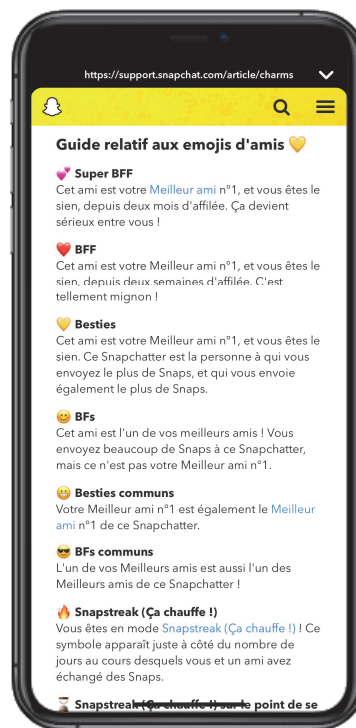 https://support.snapchat.com/article/charms
Guide relatif aux emojis d'amis 💛
💕 Super BFF
Cet ami est votre Meilleur ami n°1, et vous êtes le
sien, depuis deux mois d'affilée. Ça devient
sérieux entre vous !
❤️ BFF
Cet ami est votre Meilleur ami n°1, et vous êtes le
sien, depuis deux semaines d'affilée. C'est
tellement mignon !
💛 Besties
Cet ami est votre Meilleur ami n°1, et vous êtes le
sien. Ce Snapchatter est la personne à qui vous
envoyez le plus de Snaps, et qui vous envoie
également le plus de Snaps.
😊 BFs
Cet ami est l'un de vos meilleurs amis ! Vous
envoyez beaucoup de Snaps à ce Snapchatter,
mais ce n'est pas votre Meilleur ami n°1.
😬 Besties communs
Votre Meilleur ami n°1 est également le Meilleur
ami n°1 de ce Snapchatter.
😎 BFs communs
L'un de vos Meilleurs amis est aussi l'un des
Meilleurs amis de ce Snapchatter !
🔥 Snapstreak (Ça chauffe !)
Vous êtes en mode Snapstreak (Ça chauffe !) ! Ce
symbole apparaît juste à côté du nombre de
jours au cours desquels vous et un ami avez
échangé des Snaps.
⌛ Snapstreak (Ça chauffe !) sur le point de se